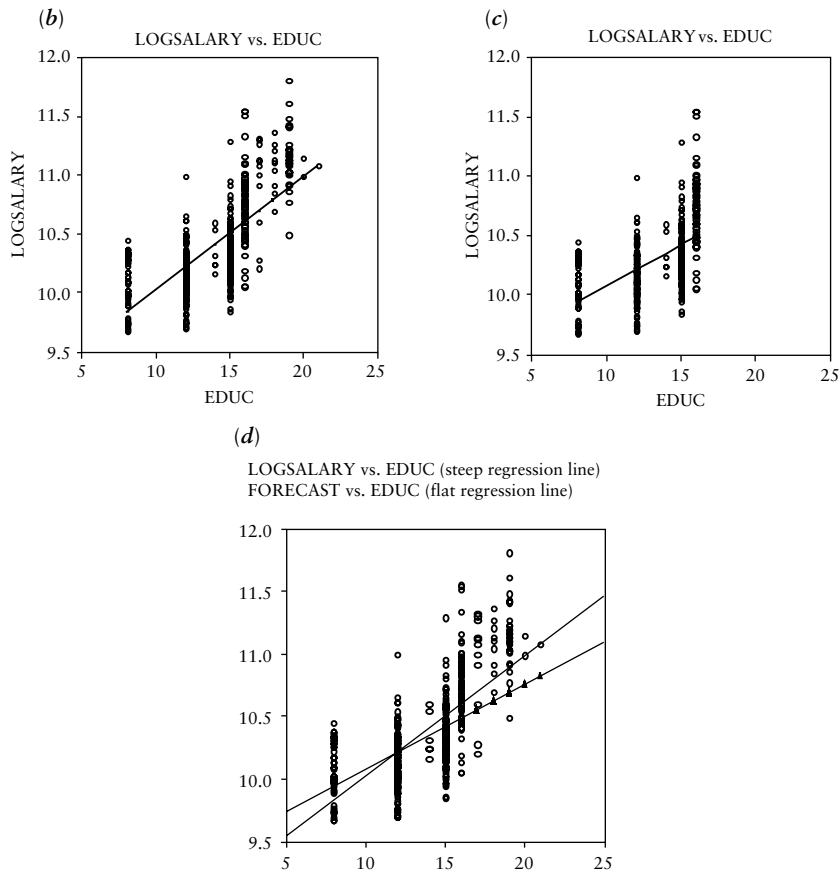 (b)
LOGSALARY vs. EDUC
12.0
11.5
11.0
10.5
10.0
9.5
LOGSALARY
5 10 15 20 25
EDUC
(c)
LOGSALARY vs. EDUC
12.0
11.5
11.0
10.5
10.0
9.5
LOGSALARY
5 10 15 20 25
EDUC
(d)
LOGSALARY vs. EDUC (steep regression line)
FORECAST vs. EDUC (flat regression line)
12.0
11.5
11.0
10.5
10.0
9.5
5 10 15 20 25